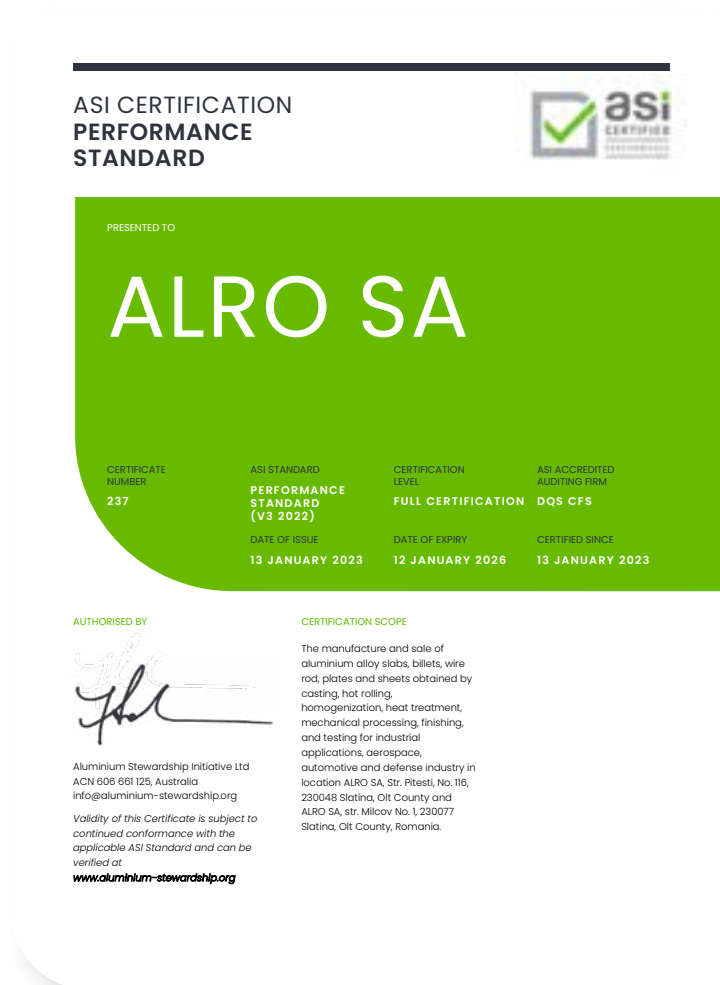 ASI CERTIFICATION
PERFORMANCE
STANDARD
asi
CERTIFIED
PRESENTED TO
ALRO SA
CERTIFICATE
NUMBER
237
ASI STANDARD
PERFORMANCE
STANDARD
(V3 2022)
CERTIFICATION
LEVEL
FULL CERTIFICATION
ASI ACCREDITED
AUDITING FIRM
DQS CFS
DATE OF ISSUE
13 JANUARY 2023
DATE OF EXPIRY
12 JANUARY 2026
CERTIFIED SINCE
13 JANUARY 2023
AUTHORISED BY
Aluminium Stewardship Initiative Ltd
ACN 606 661 125, Australia
info@aluminium-stewardship.org
Validity of this Certificate is subject to
continued conformance with the
applicable ASI Standard and can be
verified at
www.aluminium-stewardship.org
CERTIFICATION SCOPE
The manufacture and sale of
aluminium alloy slabs, billets, wire
rod, plates and sheets obtained by
casting, hot rolling,
homogenization, heat treatment,
mechanical processing, finishing,
and testing for industrial
applications, aerospace,
automotive and defense industry in
location ALRO SA, Str. Pitesti, No. 116,
230048 Slatina, Olt County and
ALRO SA, str. Milcov No. 1, 230077
Slatina, Olt County, Romania.